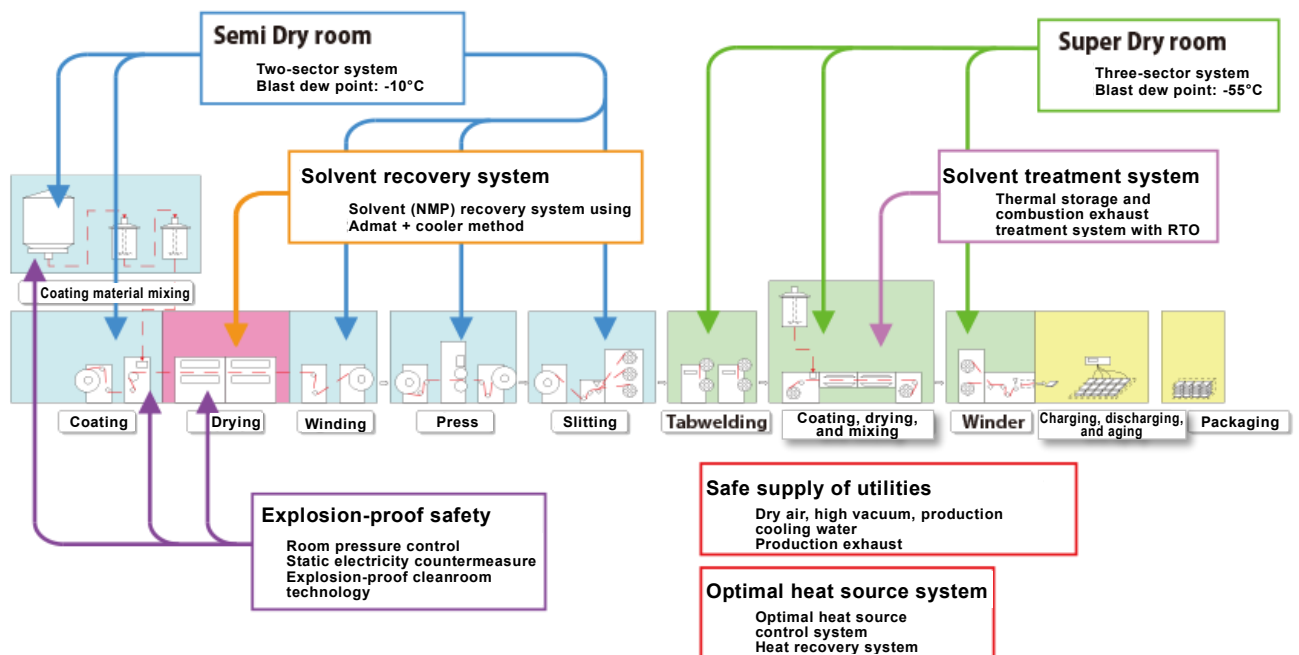 Semi Dry room
Two-sector system
Blast dew point: -10°C
Super Dry room
Three-sector system
Blast dew point: -55°C
Solvent recovery system
Solvent (NMP) recovery system using
Admat + cooler method
Solvent treatment system
Thermal storage and
combustion exhaust
treatment system with RTO
Coating material mixing
Coating
Drying
Winding
Press
Slitting
Tabwelding
Coating, drying,
and mixing
Winder
Charging, discharging,
and aging
Packaging
Explosion-proof safety
Room pressure control
Static electricity countermeasure
Explosion-proof cleanroom
technology
Safe supply of utilities
Dry air, high vacuum, production
cooling water
Production exhaust
Optimal heat source system
Optimal heat source
control system
Heat recovery system